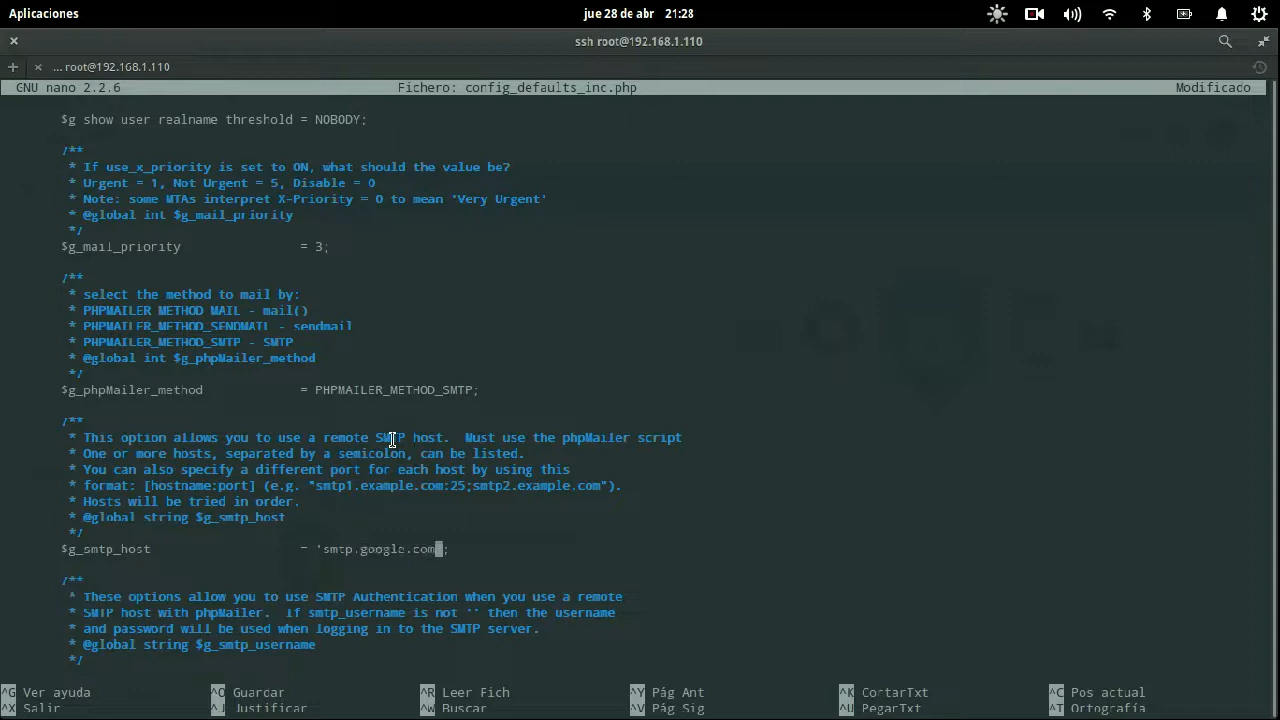 Aplicaciones jue 28 de abr 21:28
ssh root@192.168.1.110
... root@192.168.1.110
GNU nano 2.2.6 Fichero: config_defaults_inc.php Modificado
$g_show_user_realname_threshold = NOBODY;
/**
* If use_x_priority is set to ON, what should the value be?
* Urgent = 1, Not Urgent = 5, Disable = 0
* Note: some MTAs interpret X-Priority = 0 to mean 'Very Urgent'
* @global int $g_mail_priority
*/
$g_mail_priority = 3;
/**
* select the method to mail by:
* PHPMAILER_METHOD_MAIL - mail()
* PHPMAILER_METHOD_SENDMAIL - sendmail
* PHPMAILER_METHOD_SMTP - SMTP
* @global int $g_phpMailer_method
*/
$g_phpMailer_method = PHPMAILER_METHOD_SMTP;
/**
* This option allows you to use a remote SMTP host. Must use the phpMailer script
* One or more hosts, separated by a semicolon, can be listed.
* You can also specify a different port for each host by using this
* format: [hostname:port] (e.g. "smtp1.example.com:25;smtp2.example.com").
* Hosts will be tried in order.
* @global string $g_smtp_host
*/
$g_smtp_host = 'smtp.google.com';
/**
* These options allow you to use SMTP Authentication when you use a remote
* SMTP host with phpMailer. If smtp_username is not '' then the username
* and password will be used when logging in to the SMTP server.
* @global string $g_smtp_username
*/
^G Ver ayuda ^O Guardar ^R Leer Fich ^Y Pág Ant ^K CortarTxt ^C Pos actual
^X Salir ^J Justificar ^W Buscar ^V Pág Sig ^U PegarTxt ^T Ortografía